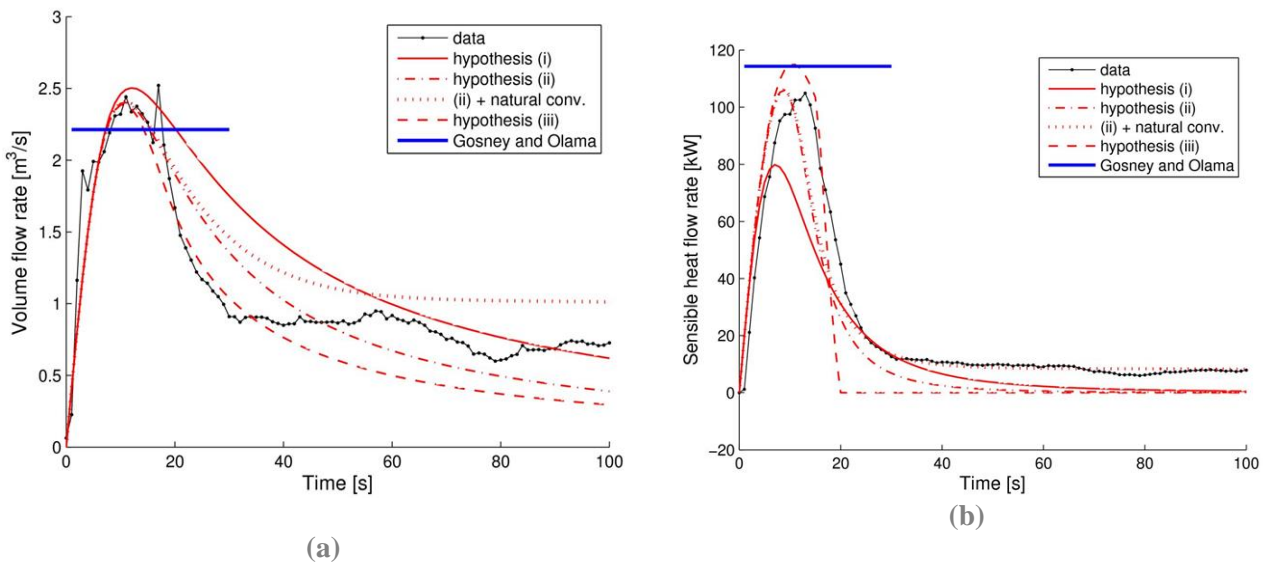 3
2.5
2
1.5
1
0.5
0
Volume flow rate [m³/s]
data
hypothesis (i)
hypothesis (ii)
(ii) + natural conv.
hypothesis (iii)
Gosney and Olama
0 20 40 60 80 100
Time [s]
(a)
120
100
80
60
40
20
0
−20
Sensible heat flow rate [kW]
data
hypothesis (i)
hypothesis (ii)
(ii) + natural conv.
hypothesis (iii)
Gosney and Olama
0 20 40 60 80 100
Time [s]
(b)